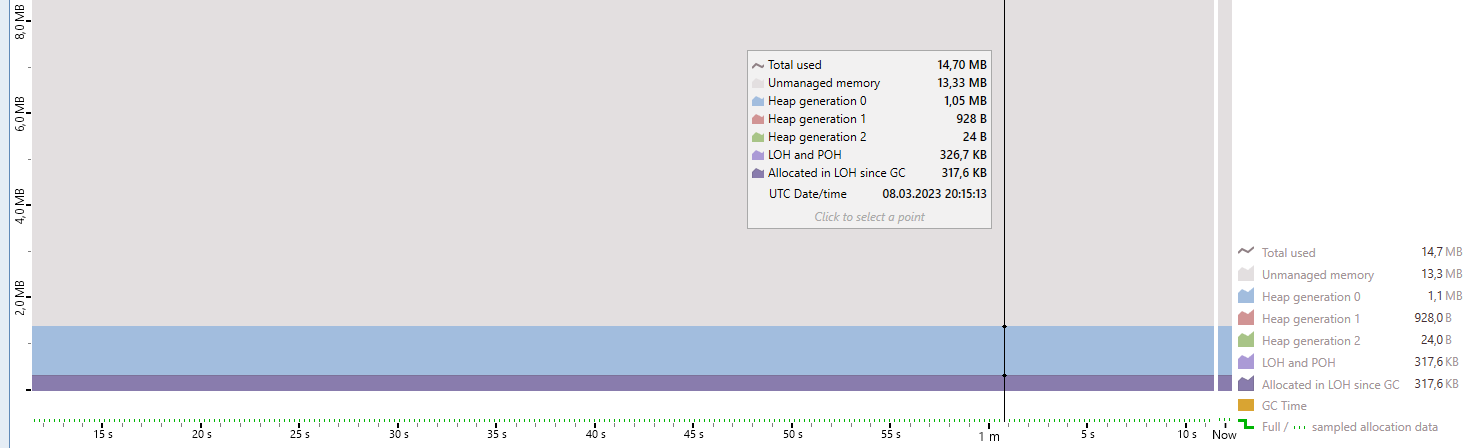 8,0 MB
6,0 MB
4,0 MB
2,0 MB
Total used 14,70 MB
Unmanaged memory 13,33 MB
Heap generation 0 1,05 MB
Heap generation 1 928 B
Heap generation 2 24 B
LOH and POH 326,7 KB
Allocated in LOH since GC 317,6 KB
UTC Date/time 08.03.2023 20:15:13
Click to select a point
Total used 14,7 MB
Unmanaged memory 13,3 MB
Heap generation 0 1,1 MB
Heap generation 1 928,0 B
Heap generation 2 24,0 B
LOH and POH 317,6 KB
Allocated in LOH since GC 317,6 KB
GC Time
Full / sampled allocation data
15 s 20 s 25 s 30 s 35 s 40 s 45 s 50 s 55 s 1 m 5 s 10 s Now